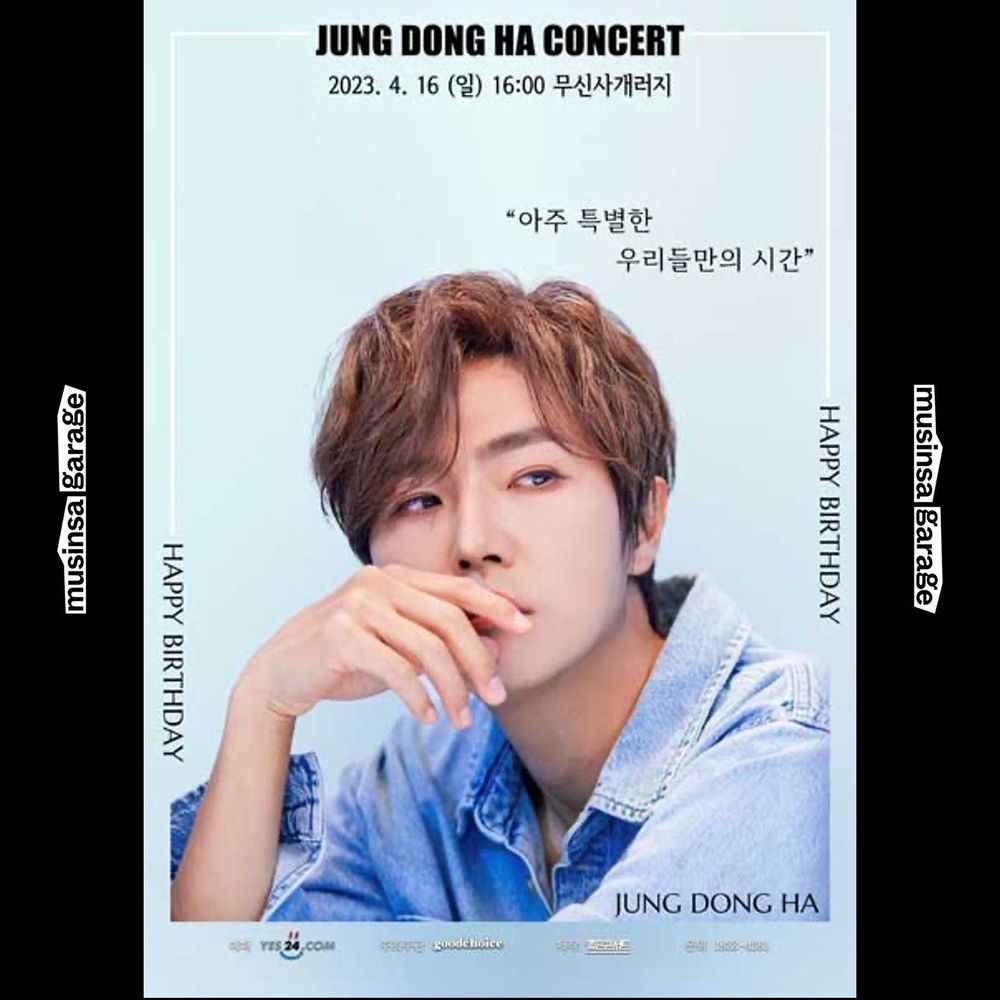 JUNG DONG HA CONCERT
2023. 4. 16 (일) 16:00 무신사개러지
“아주 특별한
우리들만의 시간”
musinsa garage
HAPPY BIRTHDAY
HAPPY BIRTHDAY
musinsa garage
JUNG DONG HA
YES24.COM
goodchoice